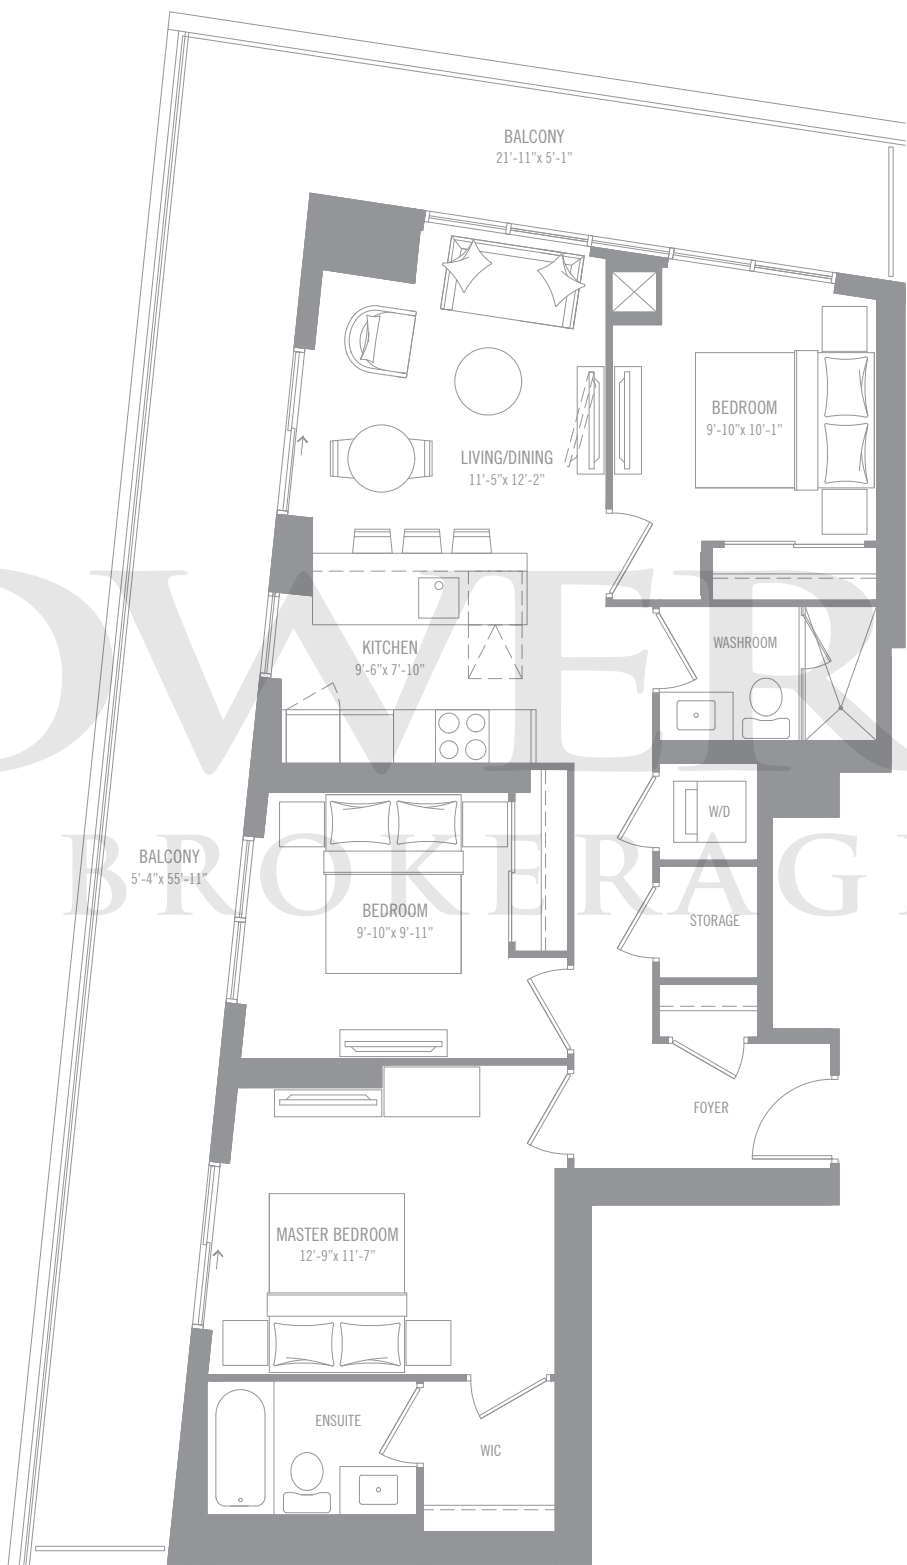 BALCONY
21'-11"x 5'-1"
BEDROOM
9'-10"x 10'-1"
LIVING/DINING
11'-5"x 12'-2"
KITCHEN
9'-6"x 7'-10"
WASHROOM
W/D
BALCONY
5'-4"x 55'-11"
BEDROOM
9'-10"x 9'-11"
STORAGE
FOYER
MASTER BEDROOM
12'-9"x 11'-7"
ENSUITE
WIC
OWER
BROKERAG